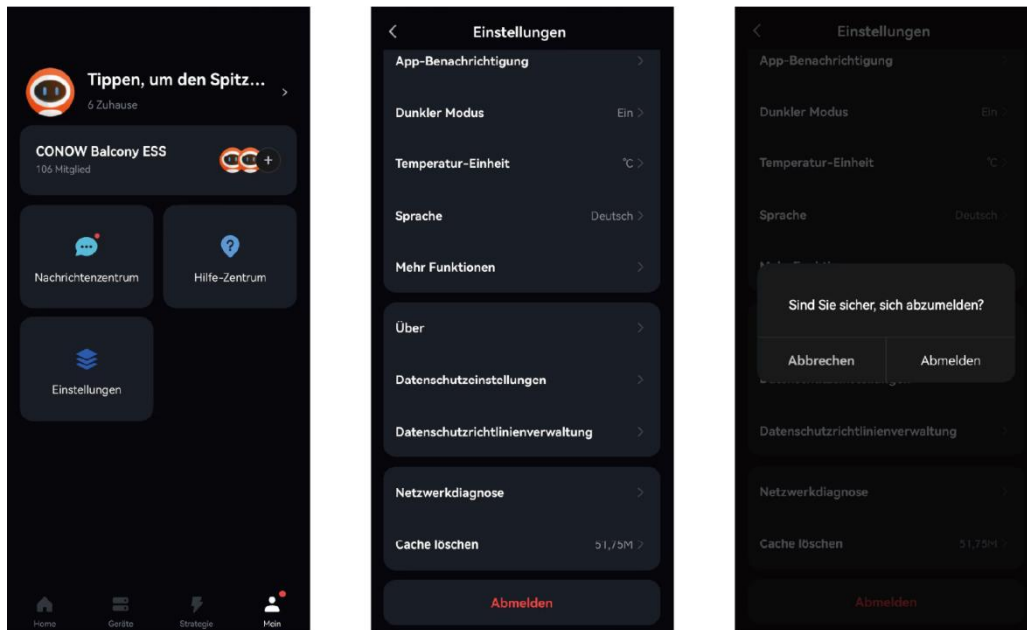 Tippen, um den Spitz...
6 Zuhause
CONOW Balcony ESS
106 Mitglied
Nachrichtenzentrum
Hilfe-Zentrum
Einstellungen
Home
Geräte
Strategie
Mein
Einstellungen
App-Benachrichtigung
Dunkler Modus
Ein
Temperatur-Einheit
°C
Sprache
Deutsch
Mehr Funktionen
Über
Datenschutzeinstellungen
Datenschutzrichtlinienverwaltung
Netzwerkdiagnose
Cache löschen
51,75M
Abmelden
Einstellungen
App-Benachrichtigung
Dunkler Modus
Ein
Temperatur-Einheit
°C
Sprache
Deutsch
Sind Sie sicher, sich abzumelden?
Abbrechen
Abmelden
Datenschutzrichtlinienverwaltung
Netzwerkdiagnose
Cache löschen
51,75M
Abmelden